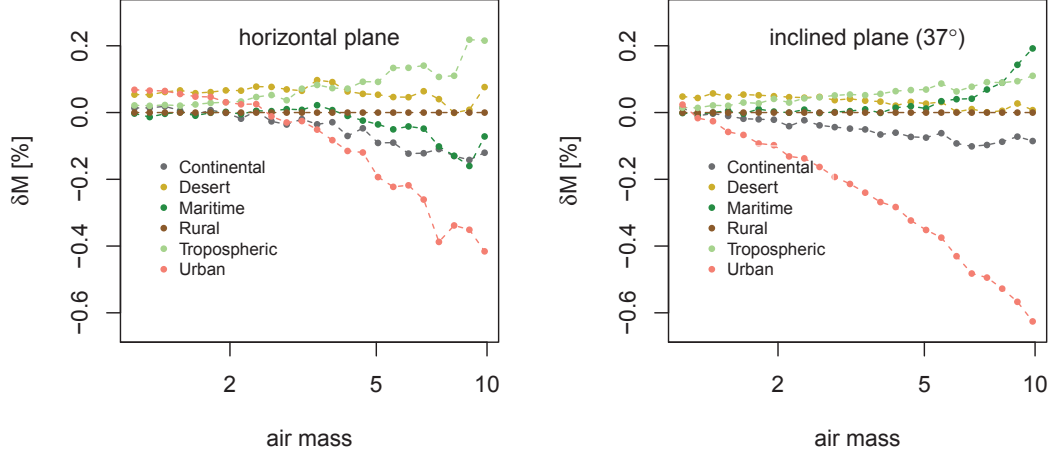 horizontal plane
δM [%]
0.2
0.0
−0.2
−0.4
−0.6
Continental
Desert
Maritime
Rural
Tropospheric
Urban
2
5
10
air mass
inclined plane (37°)
δM [%]
0.2
0.0
−0.2
−0.4
−0.6
Continental
Desert
Maritime
Rural
Tropospheric
Urban
2
5
10
air mass